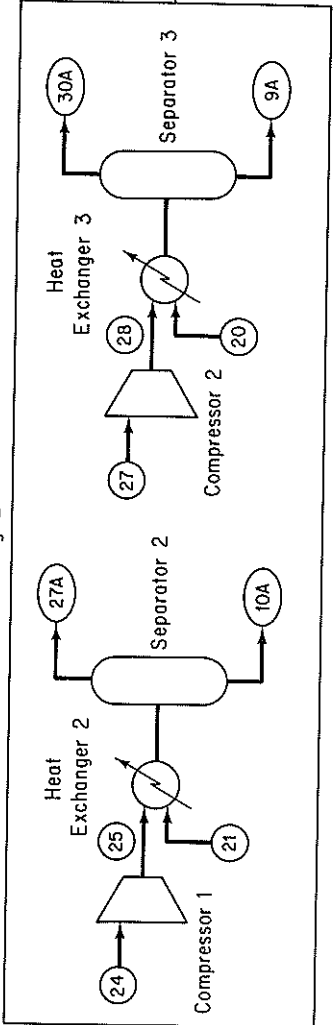 24
Compressor 1
25
21
Heat
Exchanger 2
Separator 2
27A
10A
27
Compressor 2
28
20
Heat
Exchanger 3
Separator 3
30A
9A